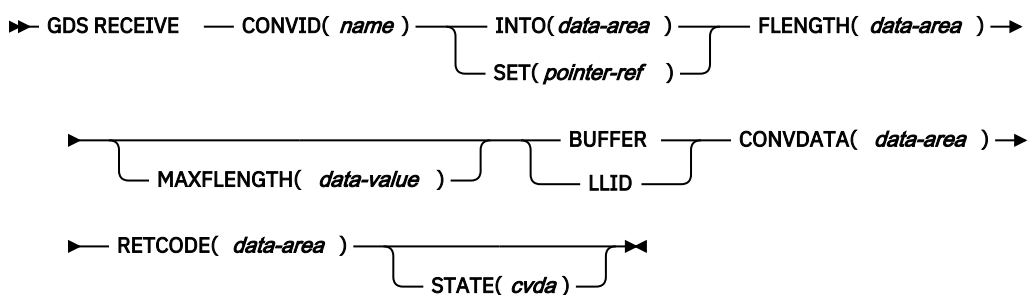 GDS RECEIVE CONVID( name ) INTO( data-area ) FLENGTH( data-area )
SET( pointer-ref )
BUFFER CONVDATA( data-area )
MAXFLENGTH( data-value ) LLID
RETCODE( data-area )
STATE( cvda )